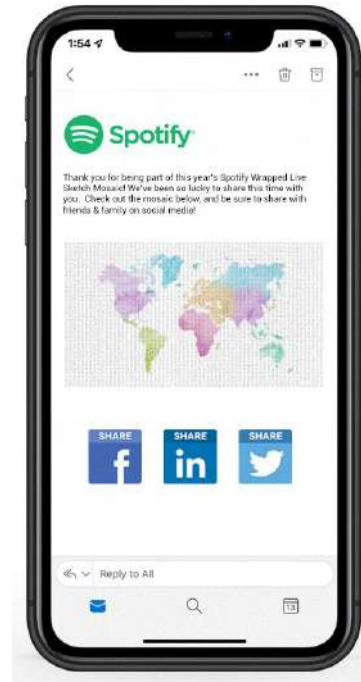 1:54
Spotify
Thank you for being part of this year's Spotify Wrapped Live
Sketch Mosaic! We've been so lucky to share this time with
you. Check out the mosaic below, and be sure to share with
friends & family on social media!
SHARE
SHARE
SHARE
f
in
Reply to All
13